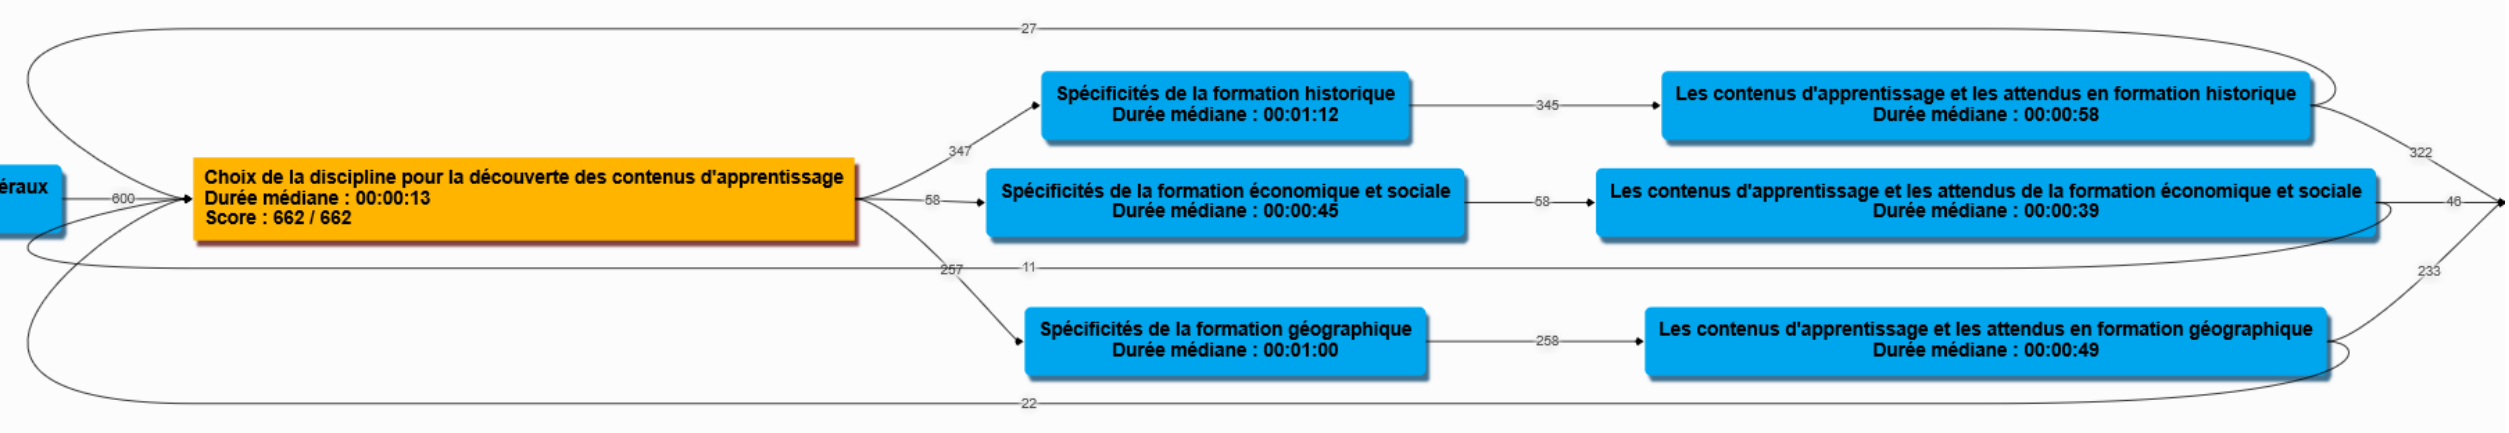 27
éraux
600
Choix de la discipline pour la découverte des contenus d'apprentissage
Durée médiane : 00:00:13
Score : 662 / 662
347
58
257
Spécificités de la formation historique
Durée médiane : 00:01:12
345
Les contenus d'apprentissage et les attendus en formation historique
Durée médiane : 00:00:58
322
Spécificités de la formation économique et sociale
Durée médiane : 00:00:45
58
Les contenus d'apprentissage et les attendus de la formation économique et sociale
Durée médiane : 00:00:39
46
11
Spécificités de la formation géographique
Durée médiane : 00:01:00
258
Les contenus d'apprentissage et les attendus en formation géographique
Durée médiane : 00:00:49
233
22